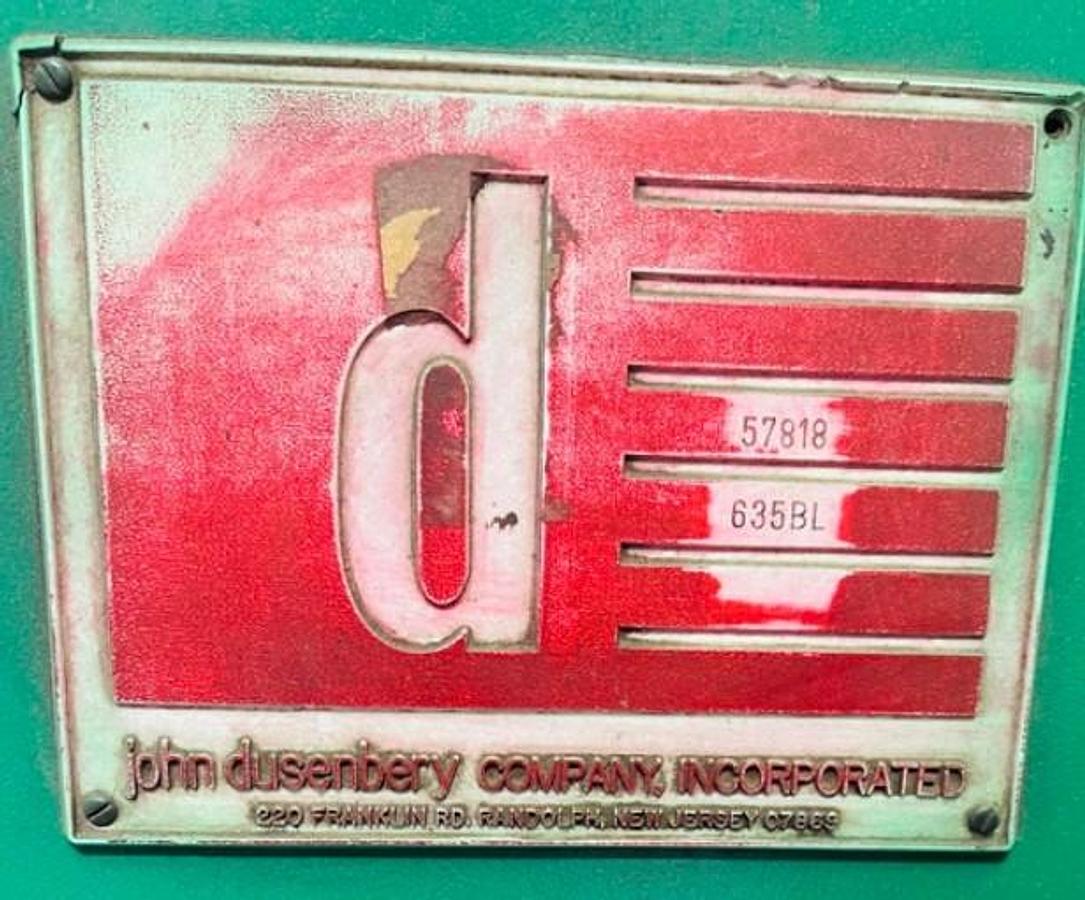 d
57818
635BL
john dusenbery COMPANY, INCORPORATED
220 FRANKLIN RD. RANDOLPH, NEW JERSEY 07869